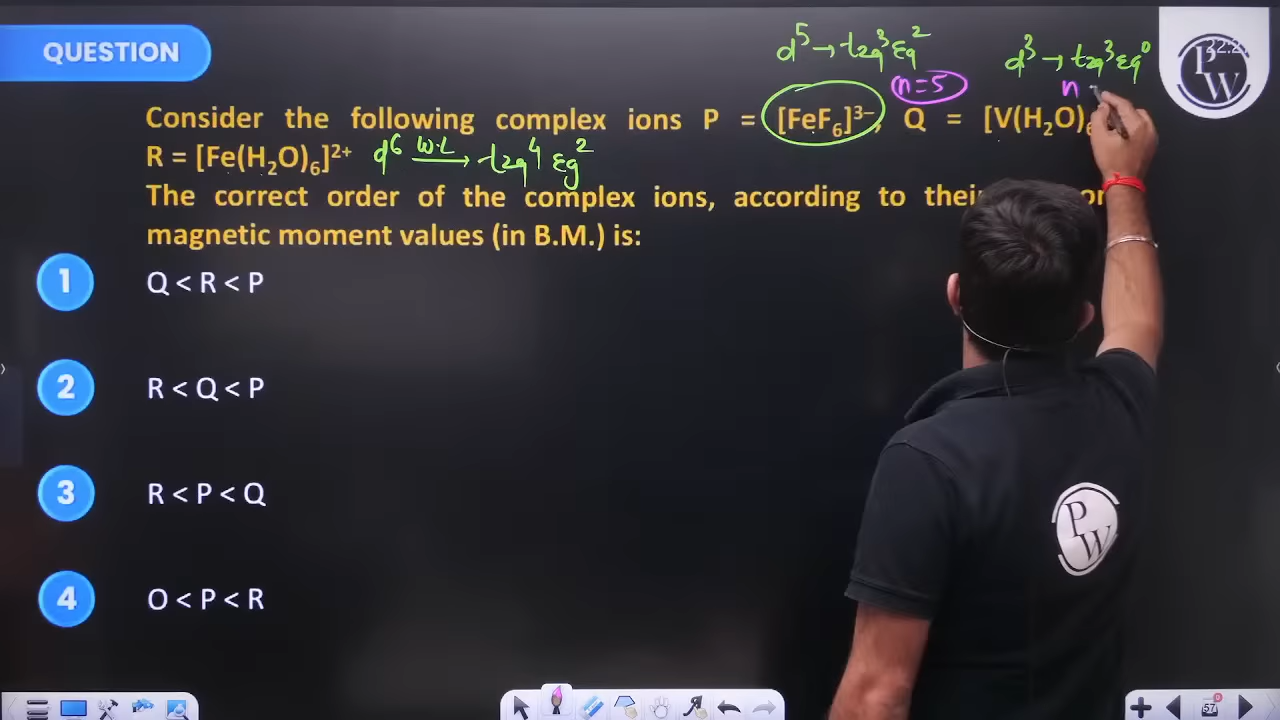 QUESTION
d⁵ → t₂g³ eg²
d³ → t₂g³ eg⁰
n=5
n
Consider the following complex ions P = [FeF₆]³⁻, Q = [V(H₂O)₆
R = [Fe(H₂O)₆]²⁺ d⁶ W.L → t₂g⁴ eg²
The correct order of the complex ions, according to their
magnetic moment values (in B.M.) is:
1 Q < R < P
2 R < Q < P
3 R < P < Q
4 O < P < R
P W
P W
57